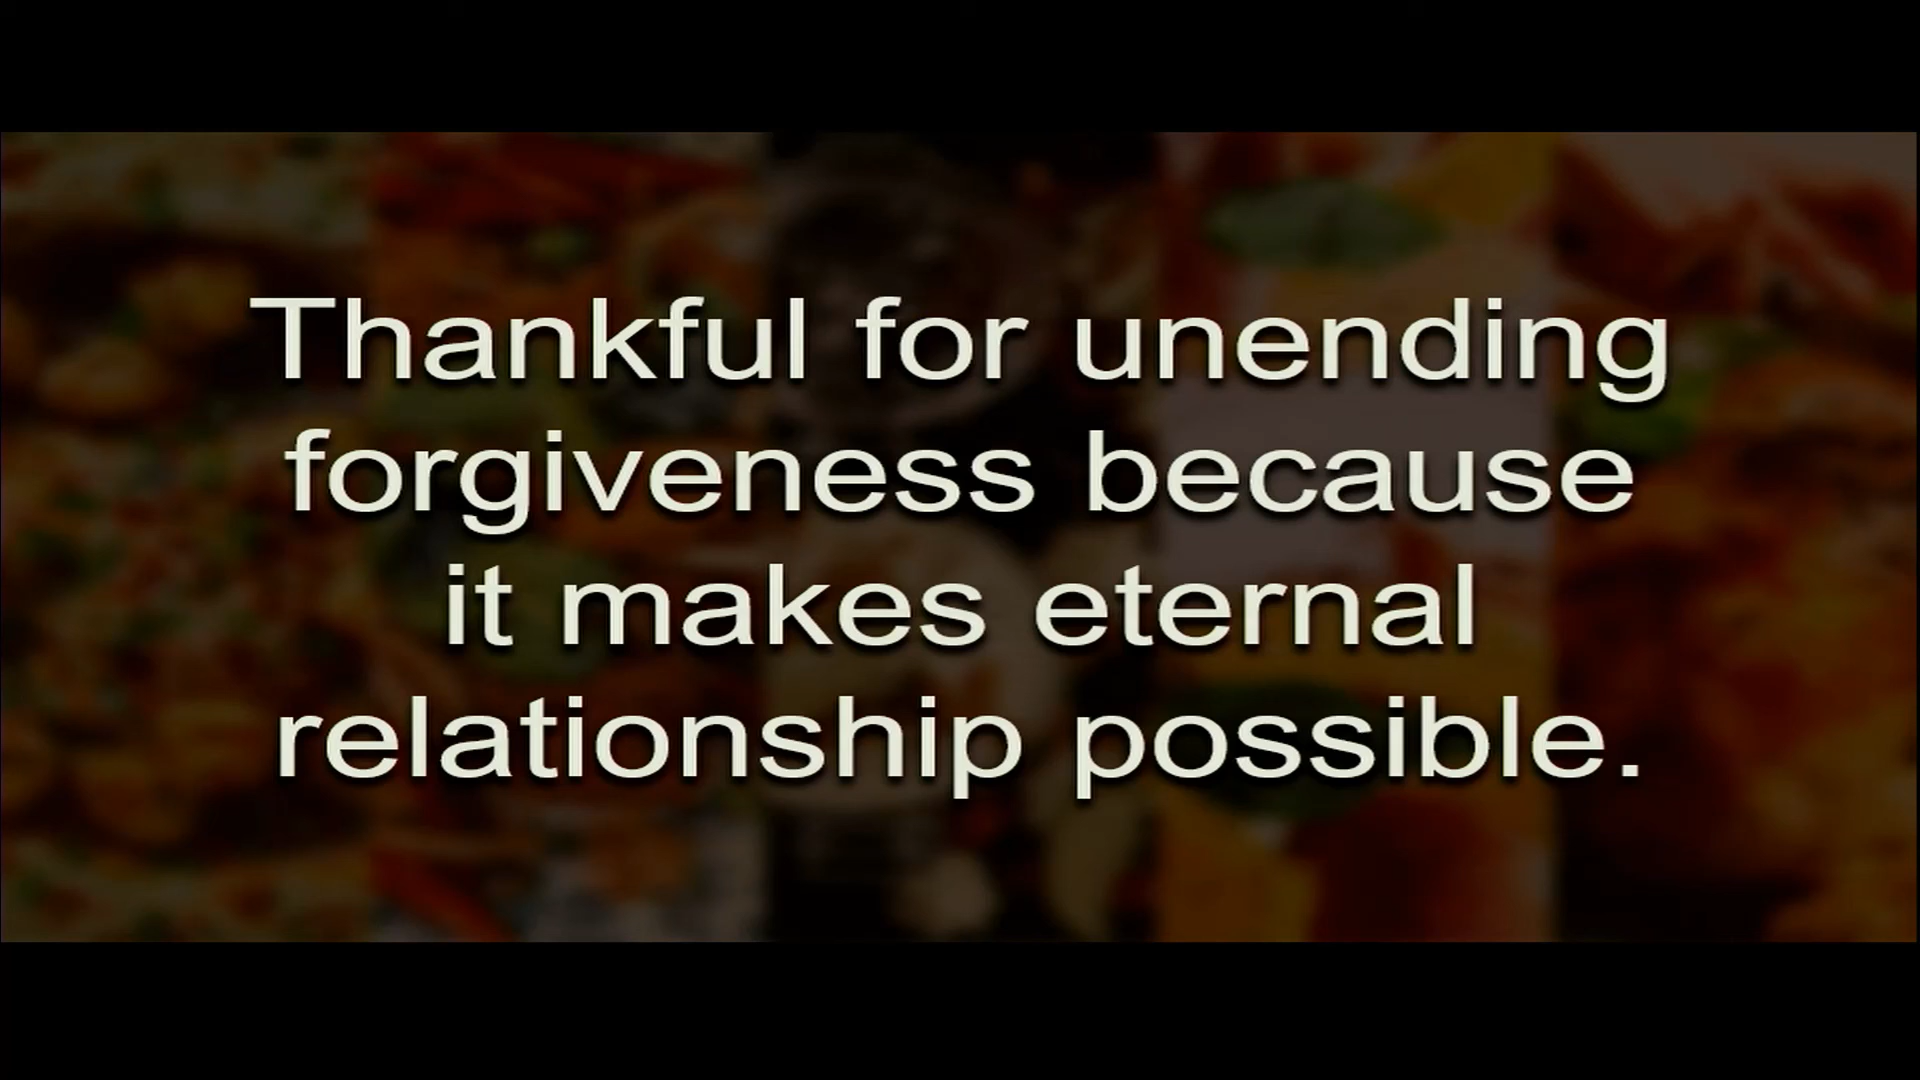 Thankful for unending
forgiveness because
it makes eternal
relationship possible.